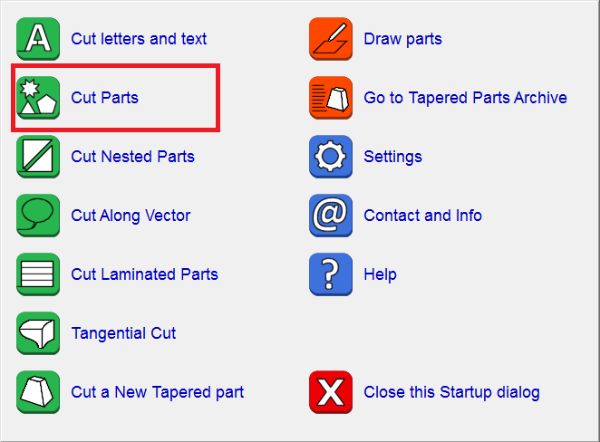 Cut letters and text
Draw parts
Cut Parts
Go to Tapered Parts Archive
Cut Nested Parts
Settings
Cut Along Vector
Contact and Info
Cut Laminated Parts
Help
Tangential Cut
Cut a New Tapered part
Close this Startup dialog